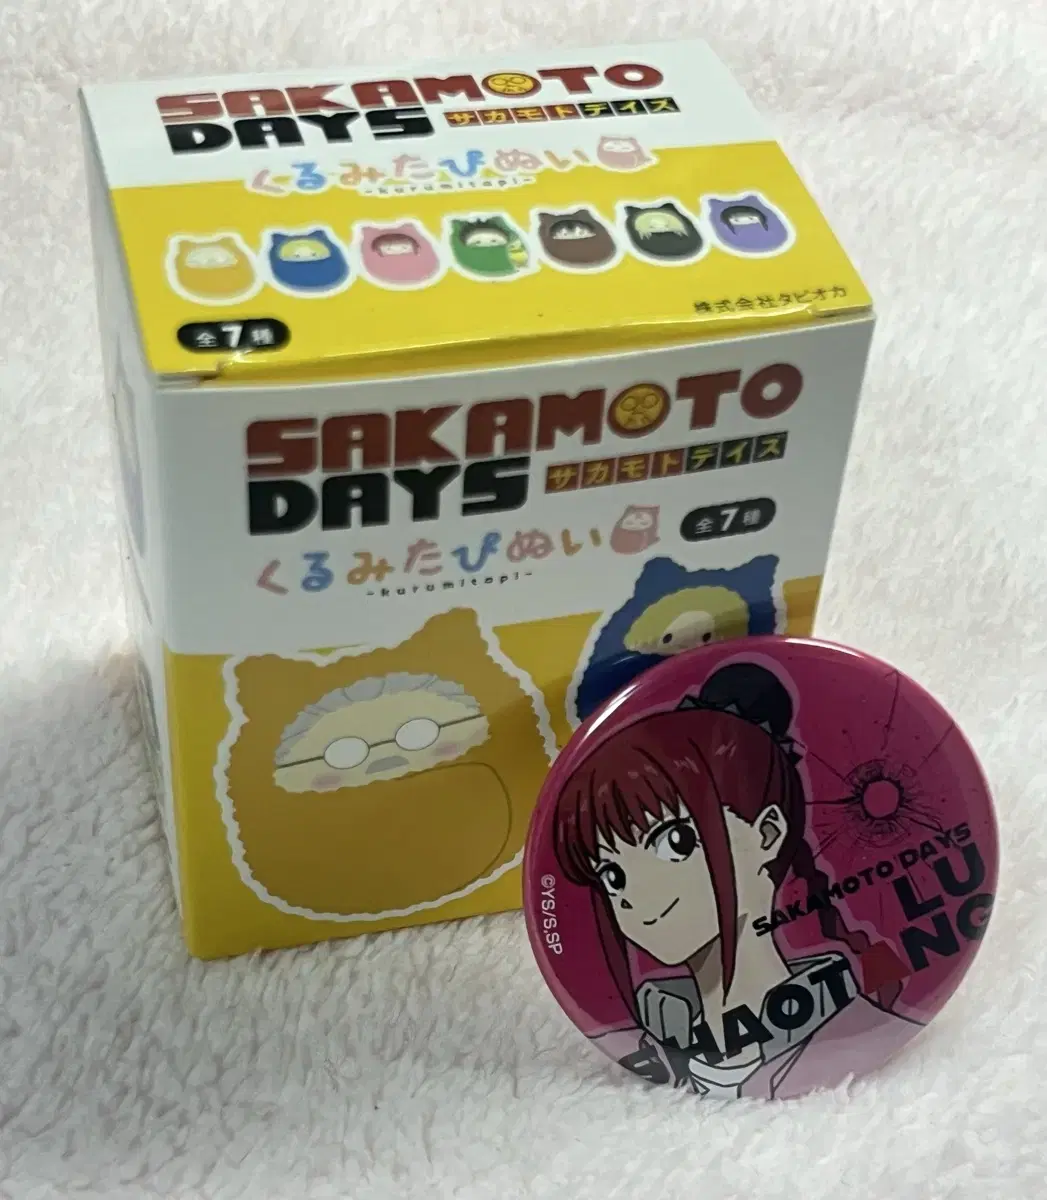 SAKAMOTO
DAYS サカモトデイズ
くるみたぴぬい
-kurumitapi-
全7種
株式会社タピオカ
SAKAMOTO
DAYS サカモトデイズ
くるみたぴぬい
全7種
-kurumitapi-
SAKAMOTO DAYS
LU
SHAOTANG
©YS/S,SP